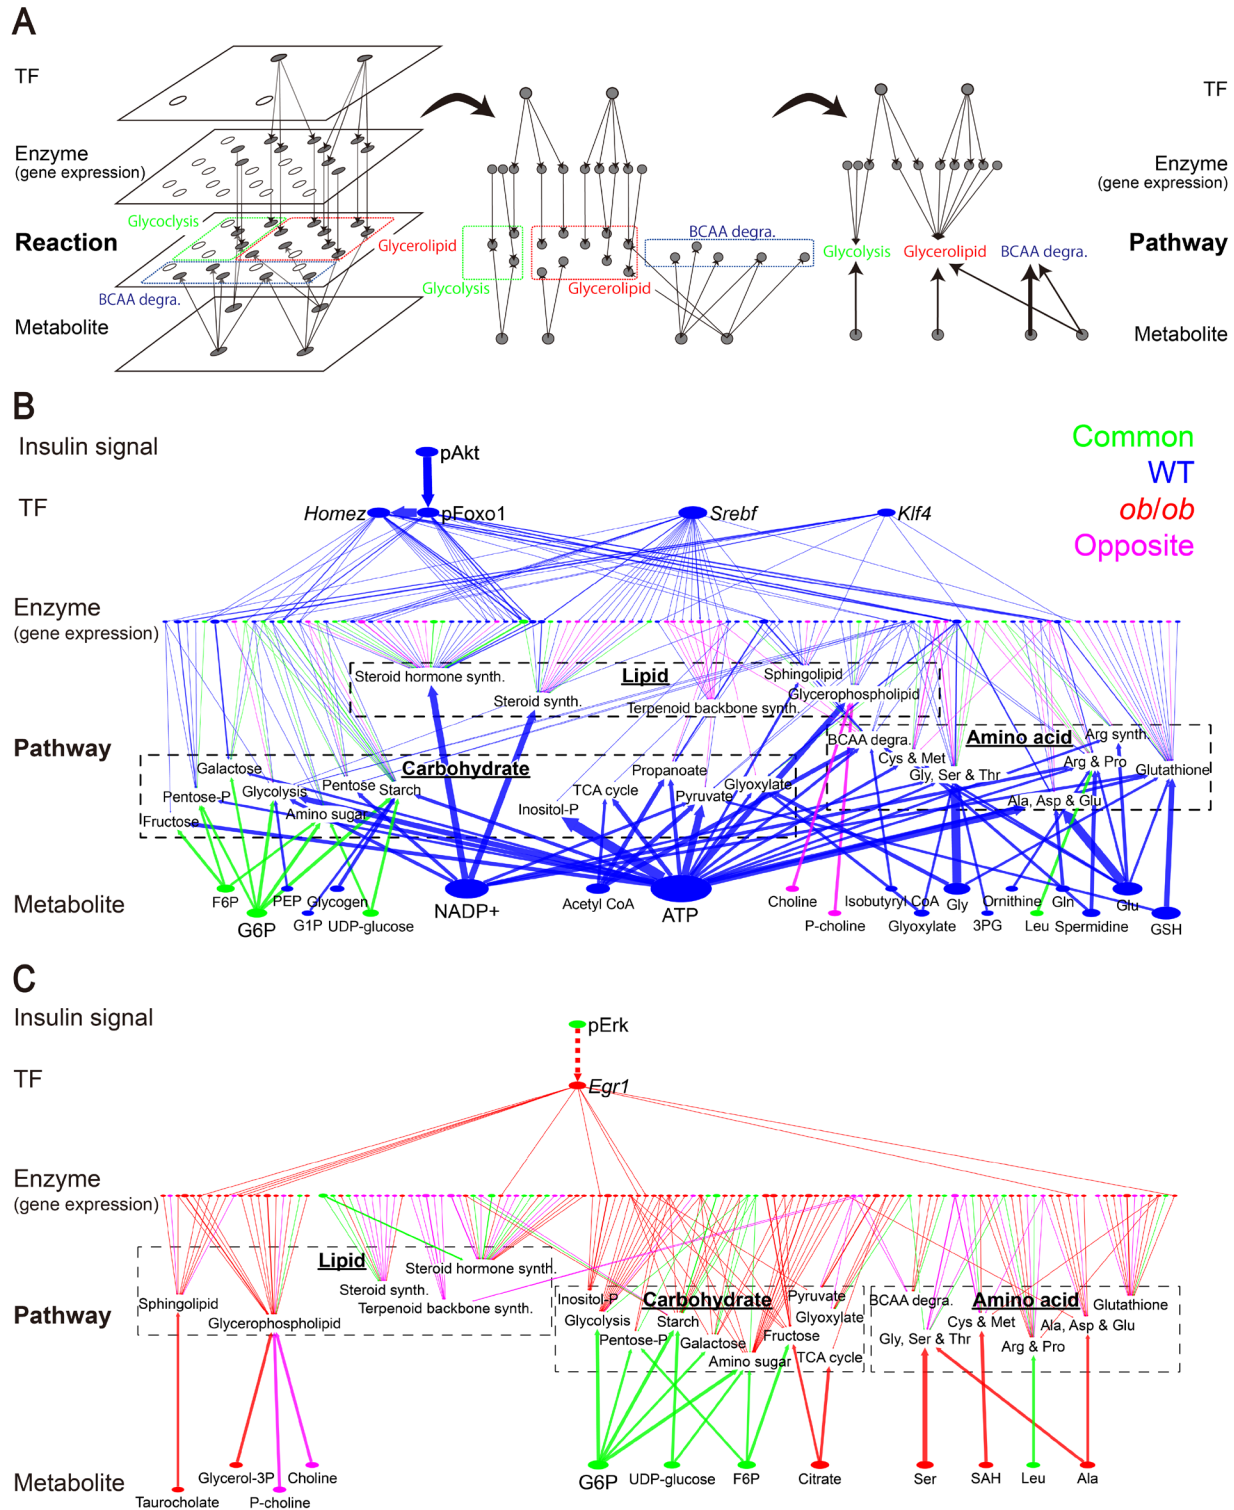 A
TF
Enzyme
(gene expression)
Glycoclysis
Reaction
Glycerolipid
BCAA degra.
Metabolite
BCAA degra.
Glycolysis
Glycerolipid
TF
Enzyme
(gene expression)
Glycolysis
Glycerolipid
BCAA degra.
Pathway
Metabolite
B
Insulin signal
pAkt
Common
WT
ob/ob
Opposite
TF
Homez
pFoxo1
Srebf
Klf4
Enzyme
(gene expression)
Steroid hormone synth.
Lipid
Sphingolipid
Steroid synth.
Terpenoid backbone synth.
Glycerophospholipid
Pathway
BCAA degra.
Amino acid
Arg synth.
Cys & Met
Arg & Pro
Gly, Ser & Thr
Glutathione
Ala, Asp & Glu
Galactose
Carbohydrate
Propanoate
Pentose-P
Glycolysis
Pentose
Starch
TCA cycle
Pyruvate
Glyoxylate
Fructose
Amino sugar
Inositol-P
Metabolite
F6P
PEP
Glycogen
NADP+
Acetyl CoA
ATP
Choline
Isobutyryl CoA
Gly
Ornithine
Gln
Glu
G6P
G1P
UDP-glucose
P-choline
Glyoxylate
3PG
Leu
Spermidine
GSH
C
Insulin signal
pErk
TF
Egr1
Enzyme
(gene expression)
Lipid
Steroid hormone synth.
Sphingolipid
Steroid synth.
Terpenoid backbone synth.
Pathway
Glycerophospholipid
Inositol-P
Carbohydrate
Pyruvate
Glycolysis
Starch
Glyoxylate
Pentose-P
Galactose
Fructose
Amino sugar
TCA cycle
BCAA degra.
Amino acid
Glutathione
Cys & Met
Ala, Asp & Glu
Gly, Ser & Thr
Arg & Pro
Metabolite
Glycerol-3P
Choline
Taurocholate
P-choline
G6P
UDP-glucose
F6P
Citrate
Ser
SAH
Leu
Ala